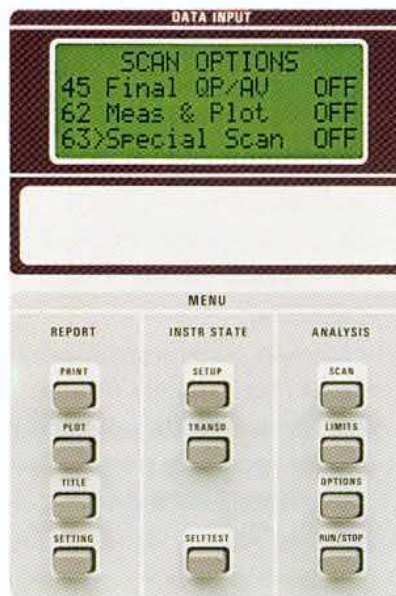 DATA INPUT
SCAN OPTIONS
45 Final QP/AV OFF
62 Meas & Plot OFF
63>Special Scan OFF
MENU
REPORT INSTR STATE ANALYSIS
PRINT SETUP SCAN
PLOT TRANSD LIMITS
TITLE OPTIONS
SETTING SELFTEST RUN/STOP